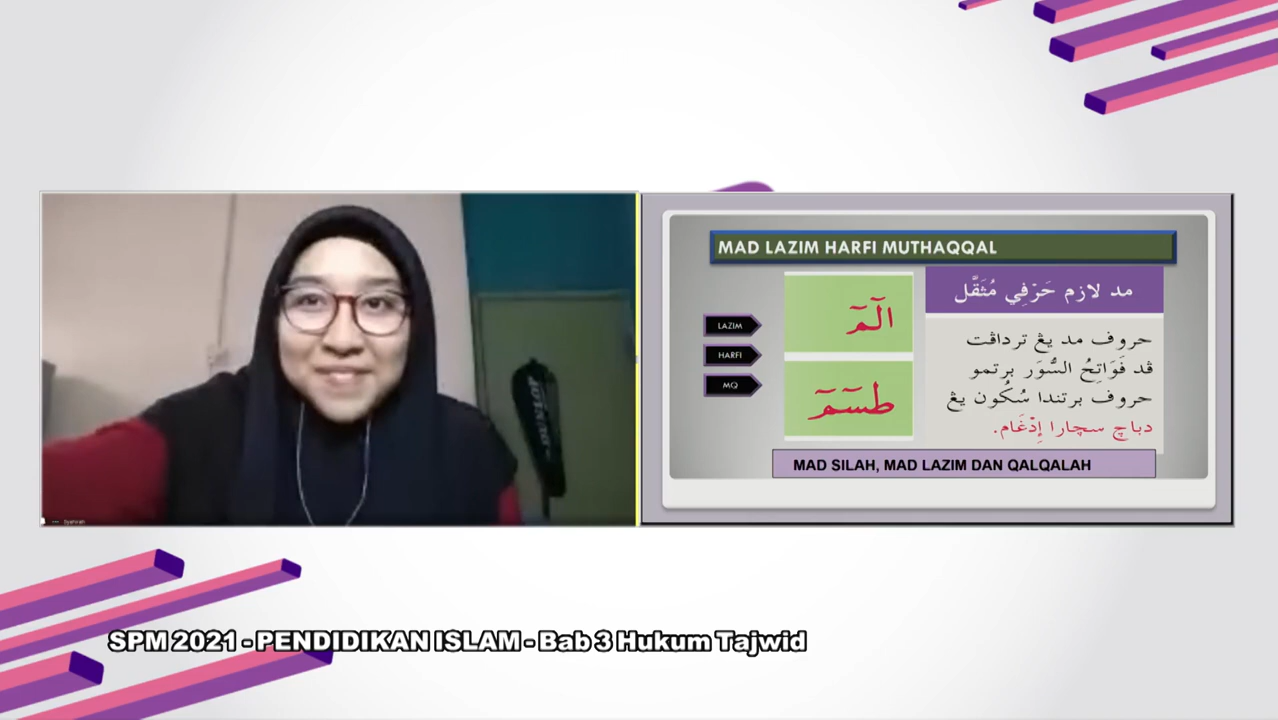 MAD LAZIM HARFI MUTHAQQAL
مد لازم حَرْفِي مُثَقَّل
LAZIM
HARFI
MQ
الٓمٓ
طسٓمٓ
حروف مد يڠ ترداڤت
ڤد فَوَاتِحُ السُّوَر برتمو
حروف برتندا سُكُون يڠ
دباچ سچارا إِدْغَام.
MAD SILAH, MAD LAZIM DAN QALQALAH
DUNLOP
Syahirah
SPM 2021 - PENDIDIKAN ISLAM - Bab 3 Hukum Tajwid